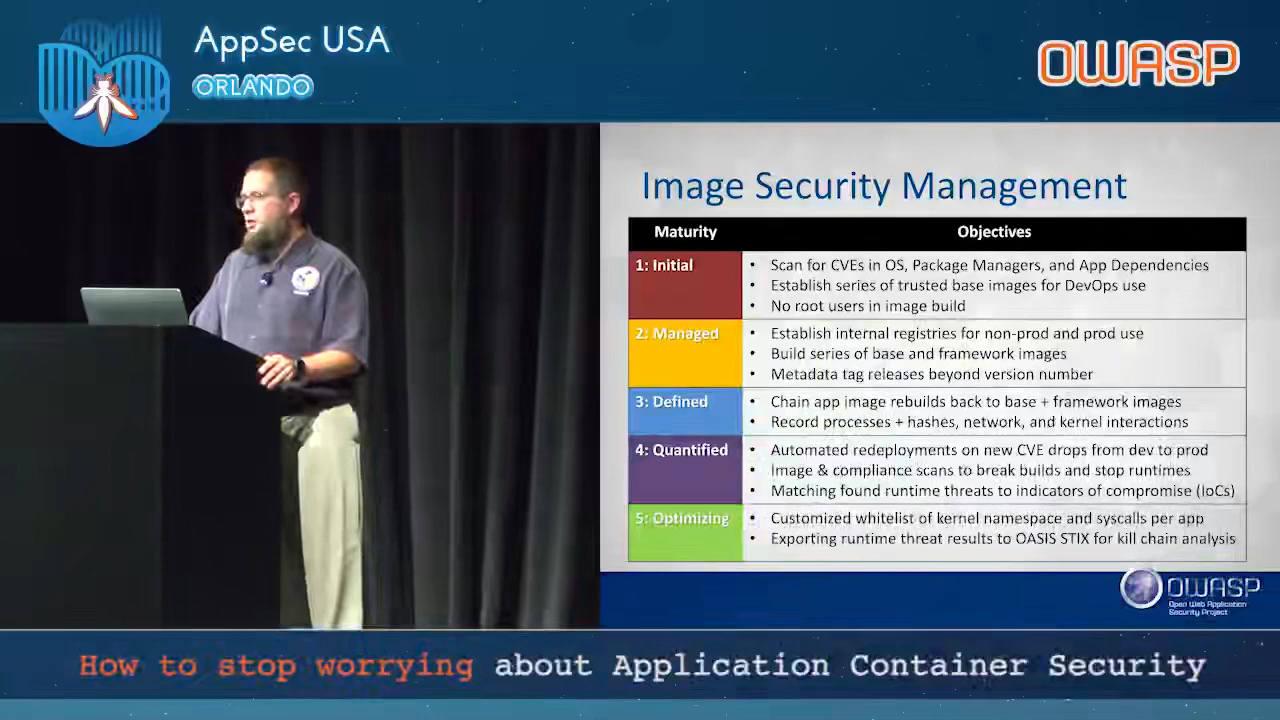 AppSec USA
ORLANDO
OWASP
Image Security Management
Maturity Objectives
1: Initial
• Scan for CVEs in OS, Package Managers, and App Dependencies
• Establish series of trusted base images for DevOps use
• No root users in image build
2: Managed
• Establish internal registries for non-prod and prod use
• Build series of base and framework images
• Metadata tag releases beyond version number
3: Defined
• Chain app image rebuilds back to base + framework images
• Record processes + hashes, network, and kernel interactions
4: Quantified
• Automated redeployments on new CVE drops from dev to prod
• Image & compliance scans to break builds and stop runtimes
• Matching found runtime threats to indicators of compromise (IoCs)
5: Optimizing
• Customized whitelist of kernel namespace and syscalls per app
• Exporting runtime threat results to OASIS STIX for kill chain analysis
OWASP
Open Web Application
Security Project
How to stop worrying about Application Container Security